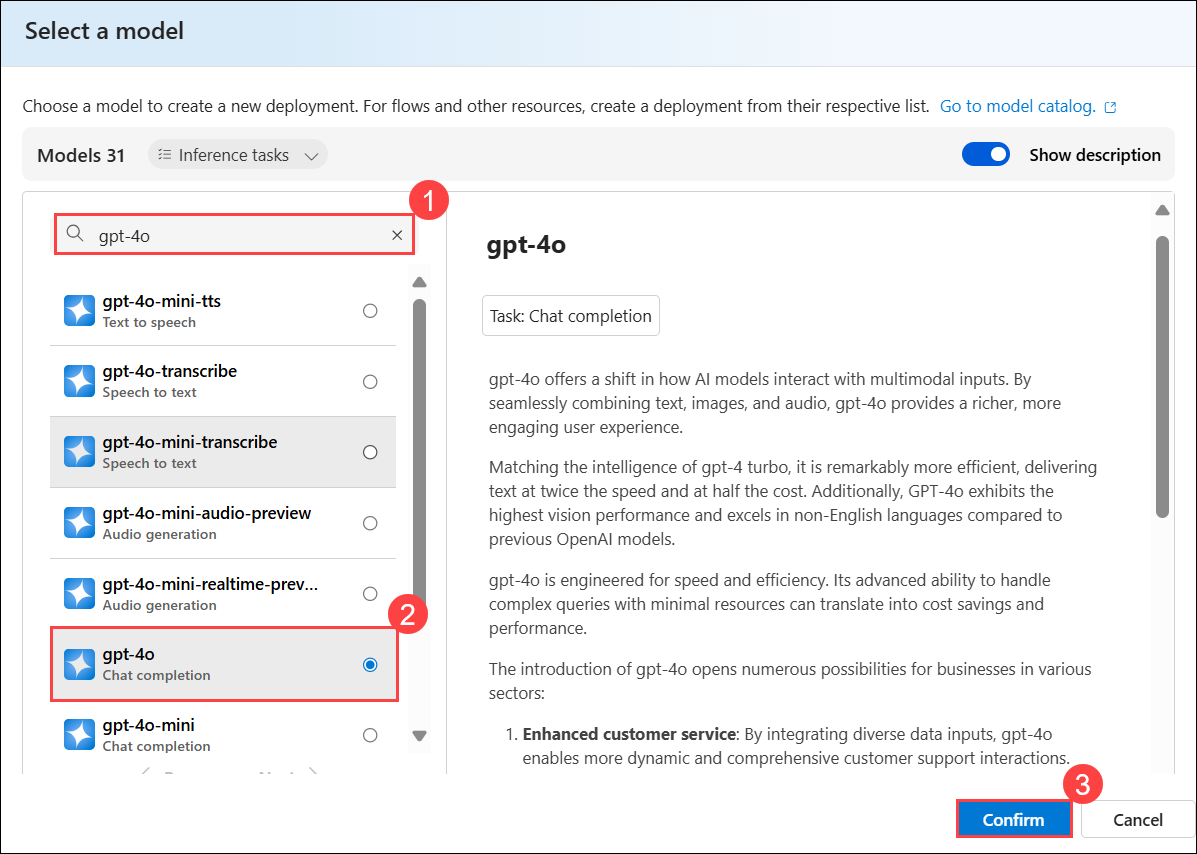 Select a model
Choose a model to create a new deployment. For flows and other resources, create a deployment from their respective list. Go to model catalog.
Models 31
Inference tasks
Show description
1
gpt-4o
gpt-4o-mini-tts
Text to speech
gpt-4o-transcribe
Speech to text
gpt-4o-mini-transcribe
Speech to text
gpt-4o-mini-audio-preview
Audio generation
gpt-4o-mini-realtime-prev...
Audio generation
2
gpt-4o
Chat completion
gpt-4o-mini
Chat completion
gpt-4o
Task: Chat completion
gpt-4o offers a shift in how AI models interact with multimodal inputs. By
seamlessly combining text, images, and audio, gpt-4o provides a richer, more
engaging user experience.
Matching the intelligence of gpt-4 turbo, it is remarkably more efficient, delivering
text at twice the speed and at half the cost. Additionally, GPT-4o exhibits the
highest vision performance and excels in non-English languages compared to
previous OpenAI models.
gpt-4o is engineered for speed and efficiency. Its advanced ability to handle
complex queries with minimal resources can translate into cost savings and
performance.
The introduction of gpt-4o opens numerous possibilities for businesses in various
sectors:
1. Enhanced customer service: By integrating diverse data inputs, gpt-4o
enables more dynamic and comprehensive customer support interactions.
3
Confirm
Cancel